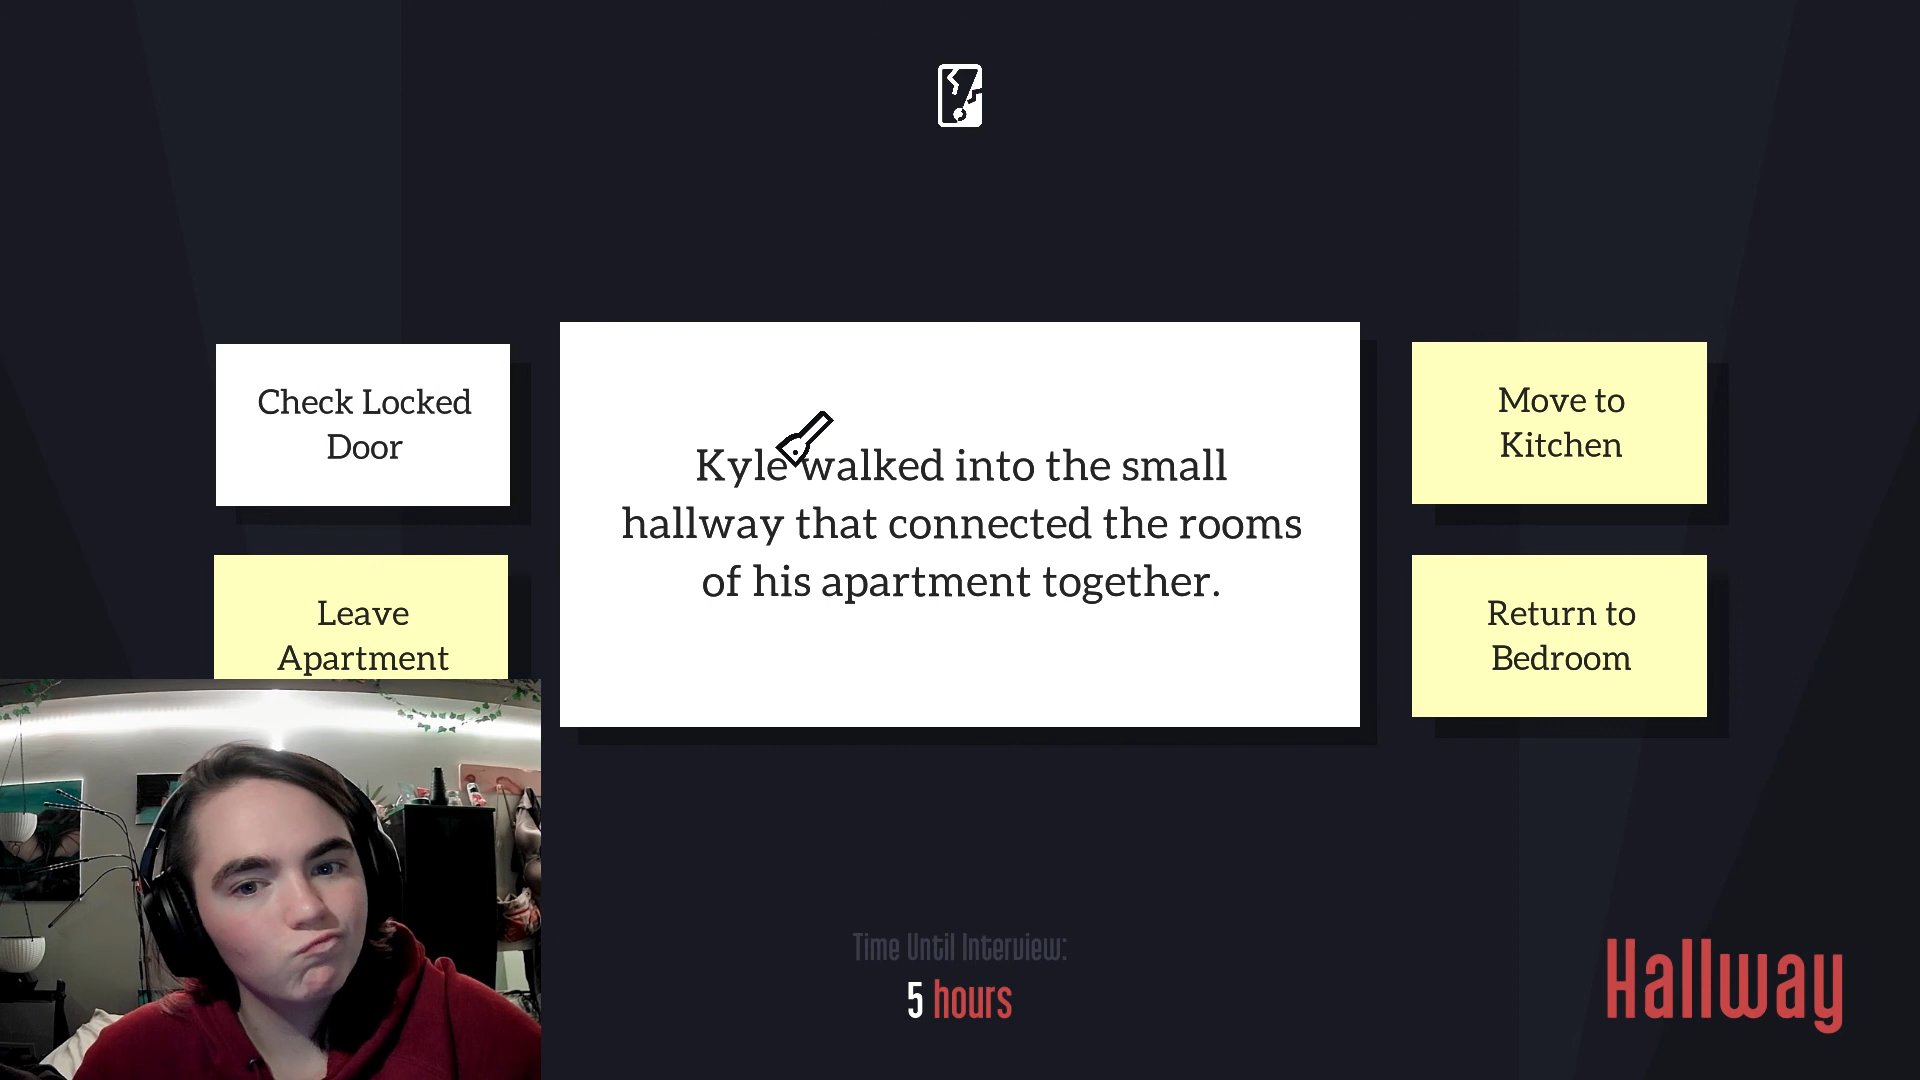 Check Locked
Door
Leave
Apartment
Kyle walked into the small
hallway that connected the rooms
of his apartment together.
Move to
Kitchen
Return to
Bedroom
Time Until Interview:
5 hours
Hallway